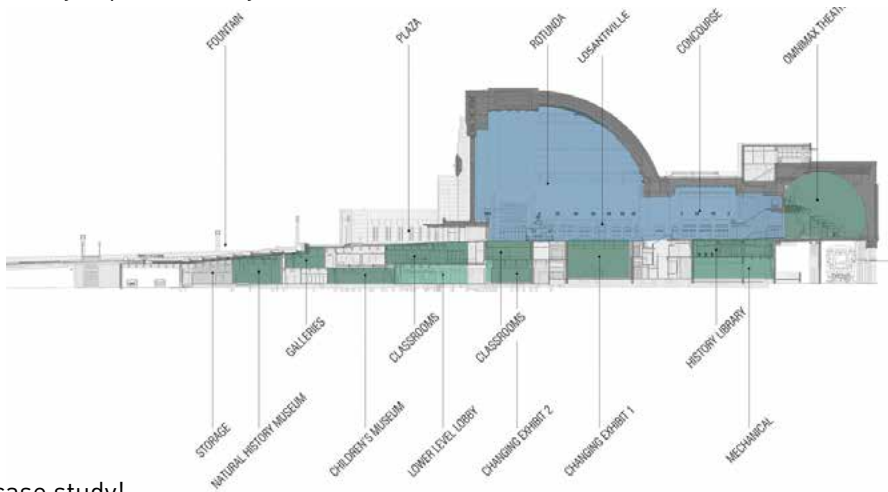 FOUNTAIN
PLAZA
ROTUNDA
LOSANTIVILLE
CONCOURSE
GALLERIES
CLASSROOMS
CLASSROOMS
HISTORY LIBRARY
STORAGE
NATURAL HISTORY MUSEUM
CHILDREN'S MUSEUM
LOWER LEVEL LOBBY
CHANGING EXHIBIT 2
CHANGING EXHIBIT 1
MECHANICAL
OMNIMAX
case study!